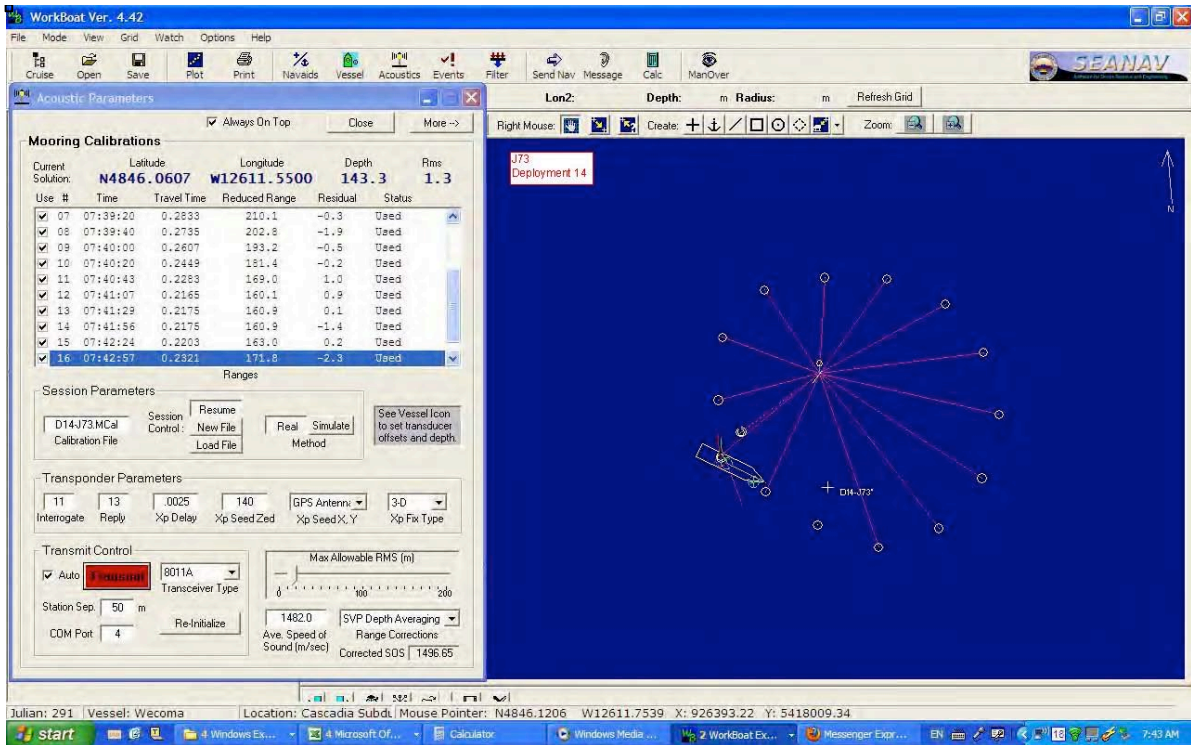 WorkBoat Ver. 4.42
File Mode View Grid Watch Options Help
Cruise Open Save Plot Print Navaids Vessel Acoustics Events Filter Send Nav Message Calc ManOver
SEANAV
Acoustic Parameters
Lon2: Depth: m Radius: m Refresh Grid
Always On Top Close More -->
Right Mouse: Create: Zoom:
Mooring Calibrations
Latitude Longitude Depth Rms
Current Solution: N4846.0607 W12611.5500 143.3 1.3
Use # Time Travel Time Reduced Range Residual Status
07 07:39:20 0.2833 210.1 -0.3 Used
08 07:39:40 0.2735 202.8 -1.9 Used
09 07:40:00 0.2607 193.2 -0.5 Used
10 07:40:20 0.2449 181.4 -0.2 Used
11 07:40:43 0.2283 169.0 1.0 Used
12 07:41:07 0.2165 160.1 0.9 Used
13 07:41:29 0.2175 160.9 0.1 Used
14 07:41:56 0.2175 160.9 -1.4 Used
15 07:42:24 0.2203 163.0 0.2 Used
16 07:42:57 0.2321 171.8 -2.3 Used
Ranges
J73
Deployment 14
N
D14-J73*
Session Parameters
D14-J73.MCal
Calibration File
Session Control:
Resume
New File
Load File
Real Simulate
Method
See Vessel Icon
to set transducer
offsets and depth.
Transponder Parameters
11 13 .0025 140 GPS Antenn 3-D
Interrogate Reply Xp Delay Xp Seed Zed Xp Seed X, Y Xp Fix Type
Transmit Control
Auto Transmit 8011A
Transceiver Type
Station Sep. 50 m
COM Port 4
Re-Initialize
Max Allowable RMS (m)
0 100 200
1482.0 SVP Depth Averaging
Ave. Speed of Sound (m/sec)
Range Corrections
Corrected SOS 1496.65
Julian: 291 Vessel: Wecoma Location: Cascadia Subdu Mouse Pointer: N4846.1206 W12611.7539 X: 926393.22 Y: 5418009.34
start 4 Windows Ex... 4 Microsoft Of... Calculator Windows Media ... 2 WorkBoat Ex... Messenger Expr... EN 18 7:43 AM